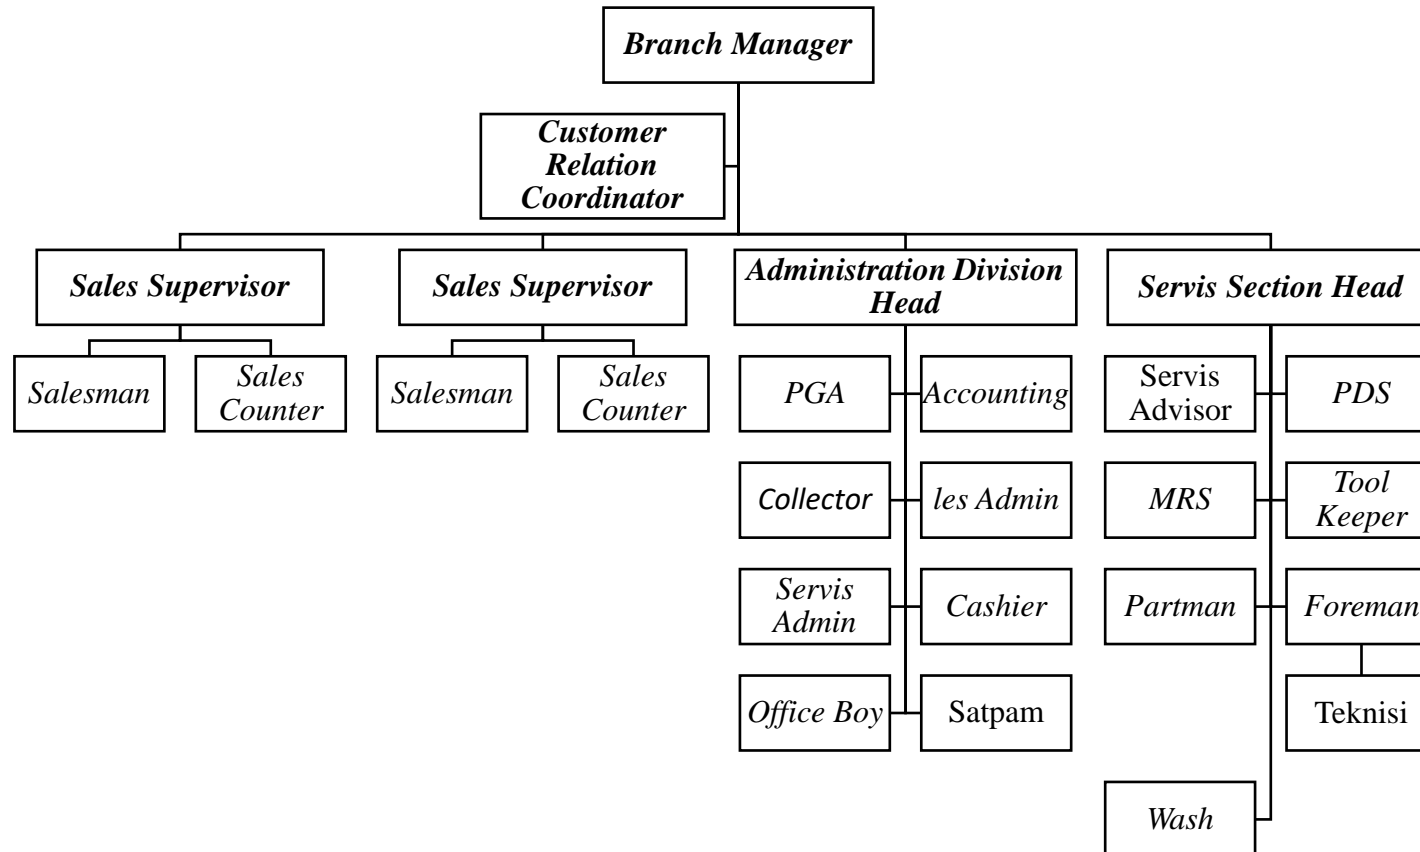 Branch Manager
Customer
Relation
Coordinator
Sales Supervisor
Sales Supervisor
Administration Division
Head
Servis Section Head
Salesman
Sales
Counter
Salesman
Sales
Counter
PGA
Accounting
Servis
Advisor
PDS
Collector
les Admin
MRS
Tool
Keeper
Servis
Admin
Cashier
Partman
Foreman
Office Boy
Satpam
Teknisi
Wash